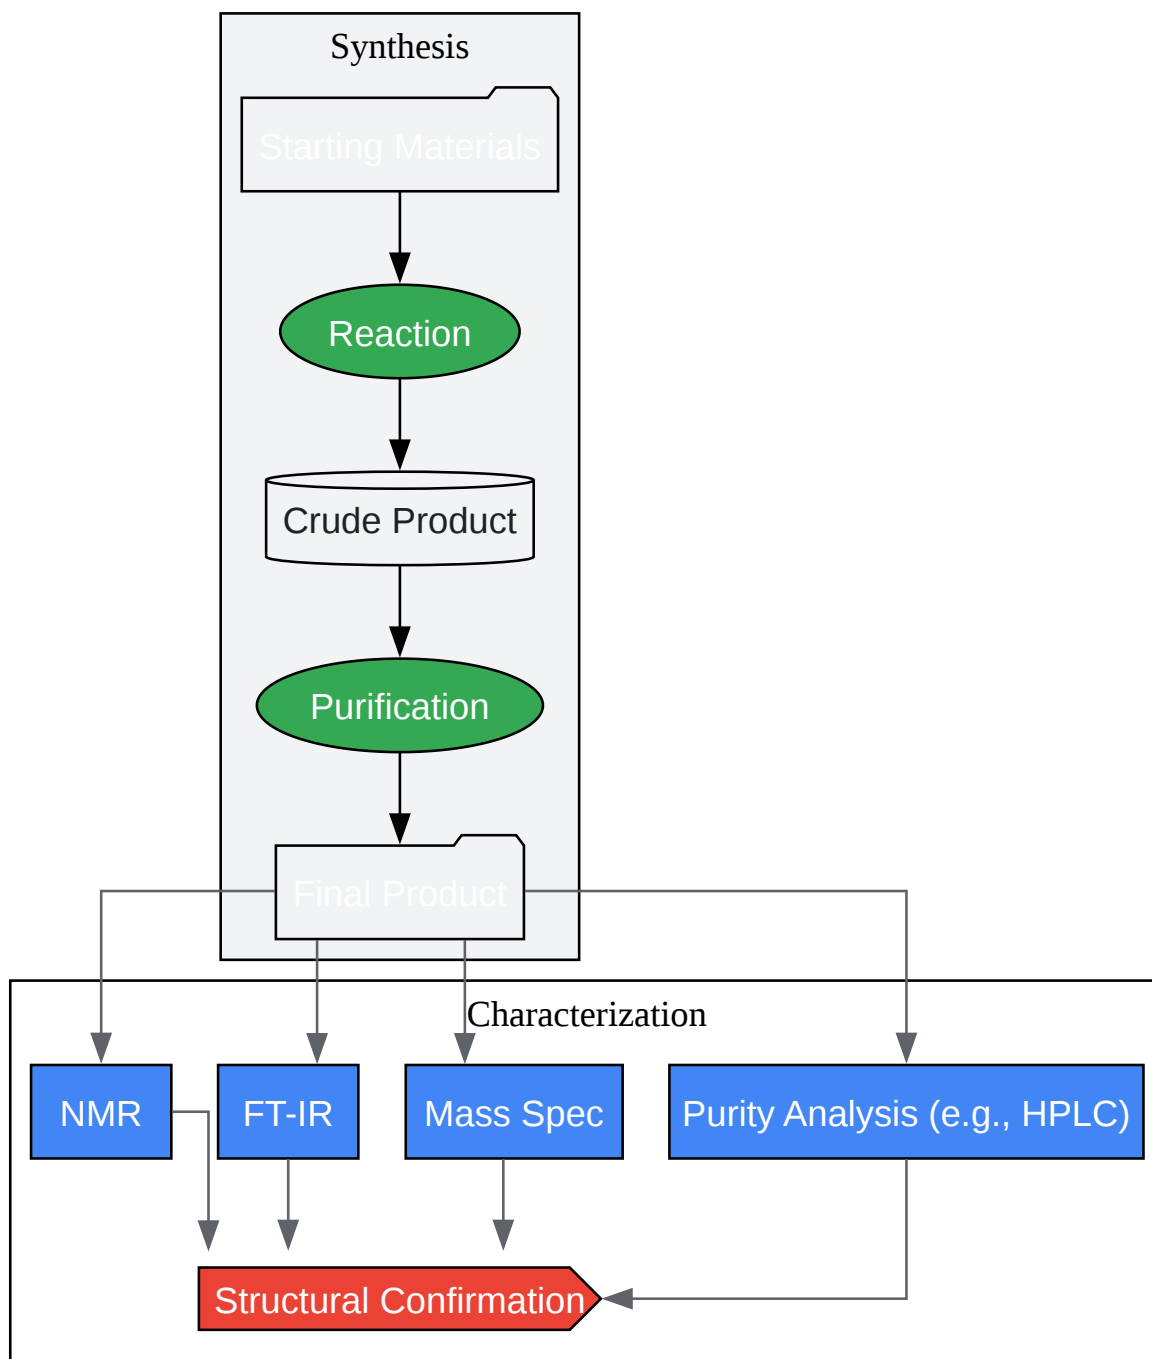 Synthesis
Starting Materials
Reaction
Crude Product
Purification
Final Product
Characterization
NMR
FT-IR
Mass Spec
Purity Analysis (e.g., HPLC)
Structural Confirmation